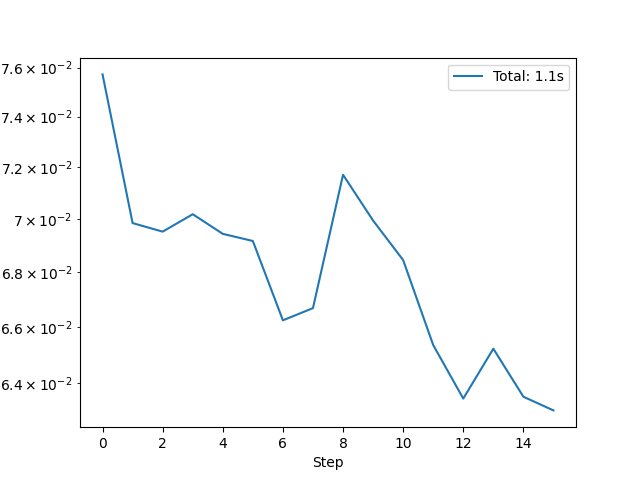 7.6 × 10⁻²
7.4 × 10⁻²
7.2 × 10⁻²
7 × 10⁻²
6.8 × 10⁻²
6.6 × 10⁻²
6.4 × 10⁻²
Total: 1.1s
0 2 4 6 8 10 12 14
Step